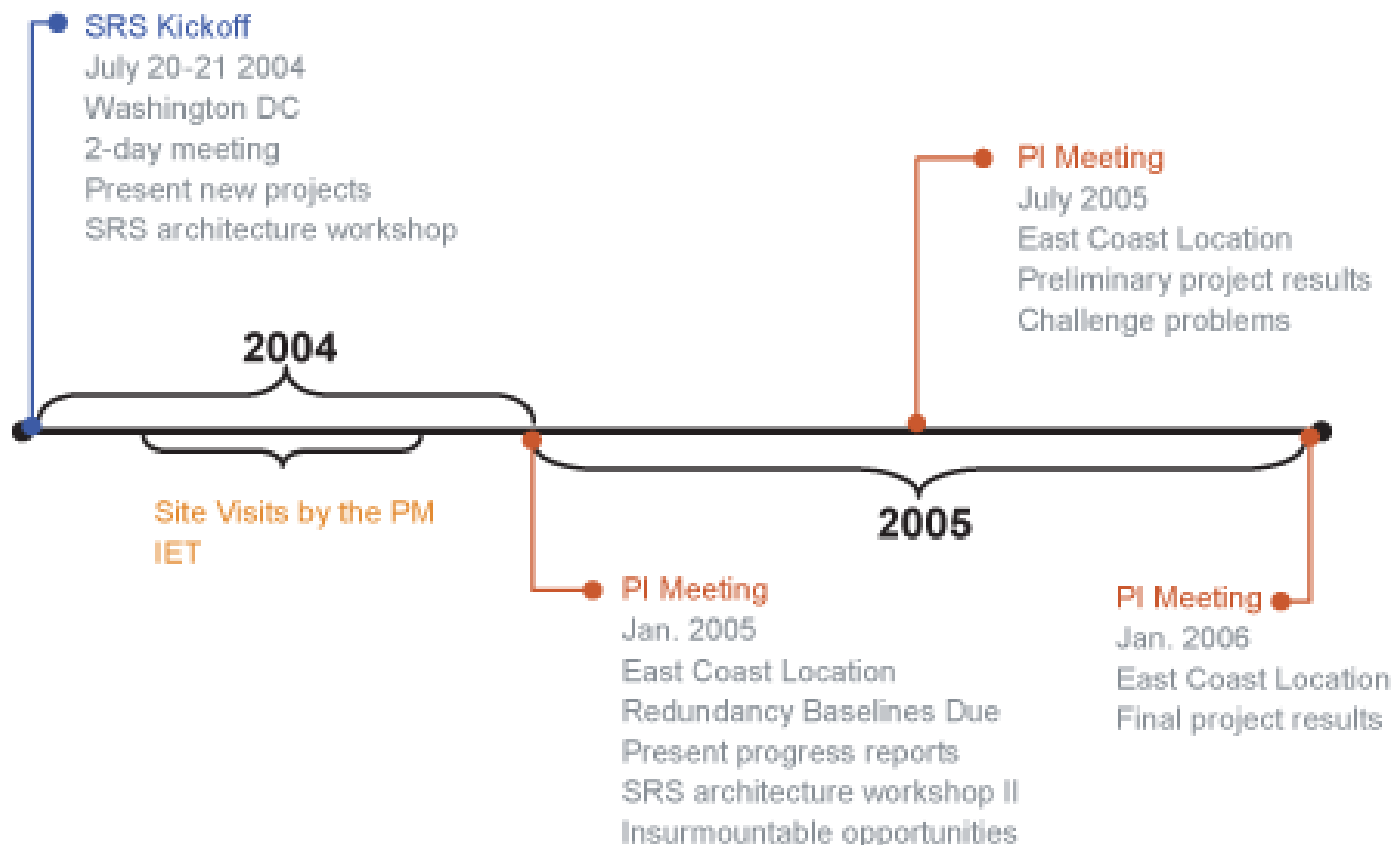 SRS Kickoff
July 20-21 2004
Washington DC
2-day meeting
Present new projects
SRS architecture workshop
PI Meeting
July 2005
East Coast Location
Preliminary project results
Challenge problems
2004
Site Visits by the PM
IET
2005
PI Meeting
Jan. 2005
East Coast Location
Redundancy Baselines Due
Present progress reports
SRS architecture workshop II
Insurmountable opportunities
PI Meeting
Jan. 2006
East Coast Location
Final project results